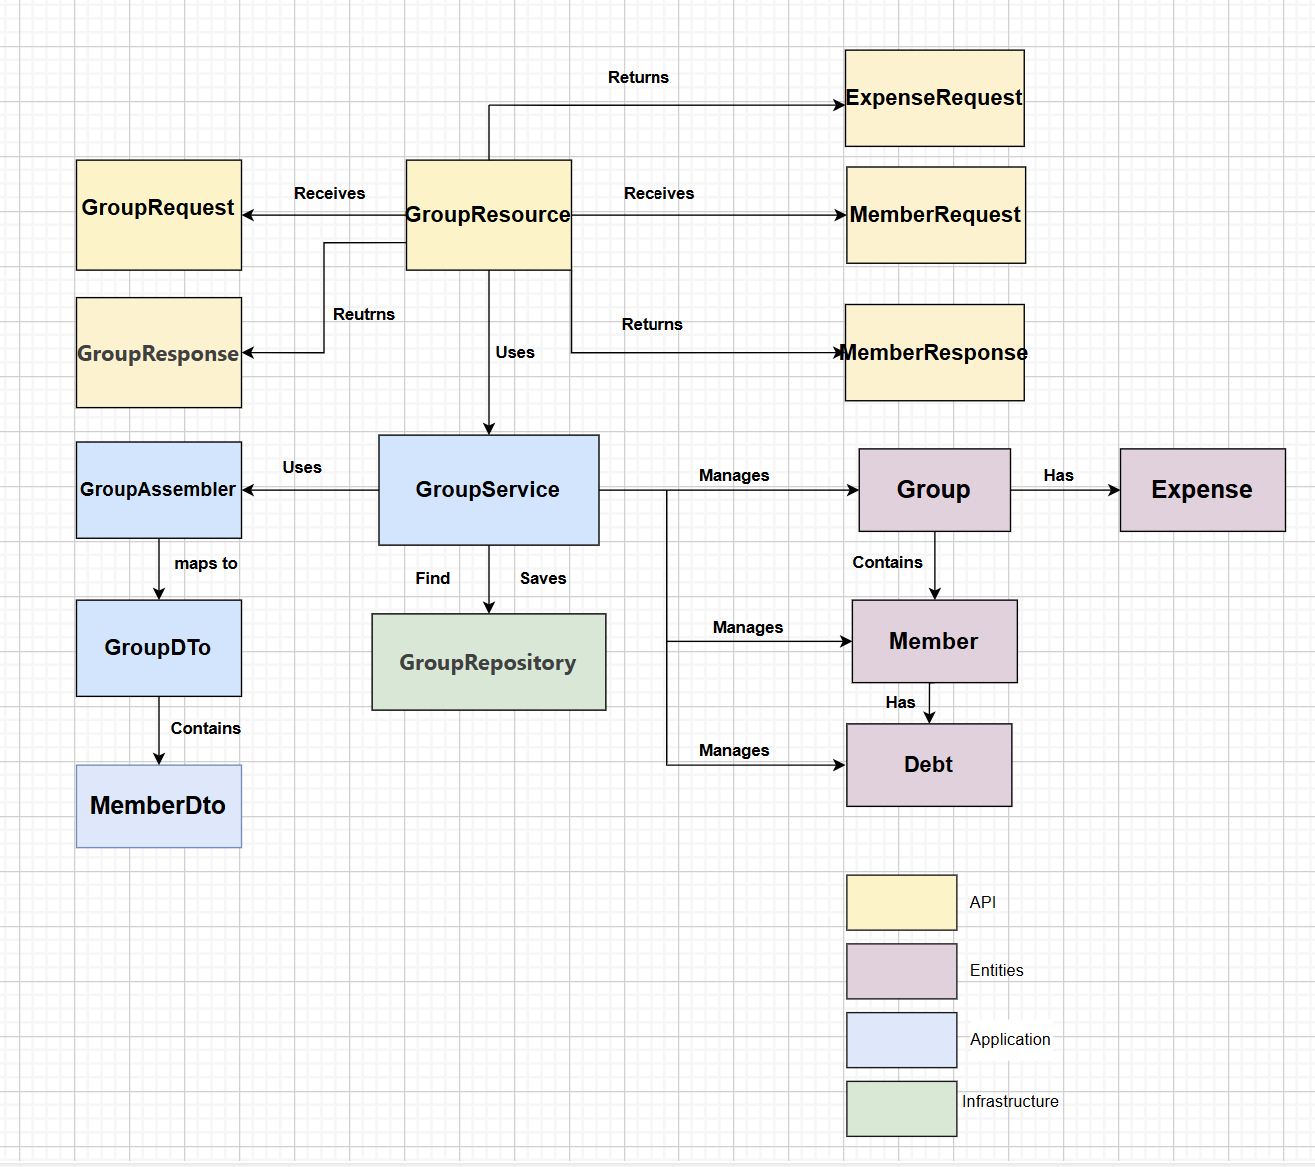 Returns
ExpenseRequest
GroupRequest
Receives
GroupResource
Receives
MemberRequest
Reutrns
GroupResponse
Uses
Returns
MemberResponse
GroupAssembler
Uses
GroupService
Manages
Group
Has
Expense
maps to
Find
Saves
Contains
GroupDTo
GroupRepository
Manages
Member
Contains
Has
MemberDto
Manages
Debt
API
Entities
Application
Infrastructure